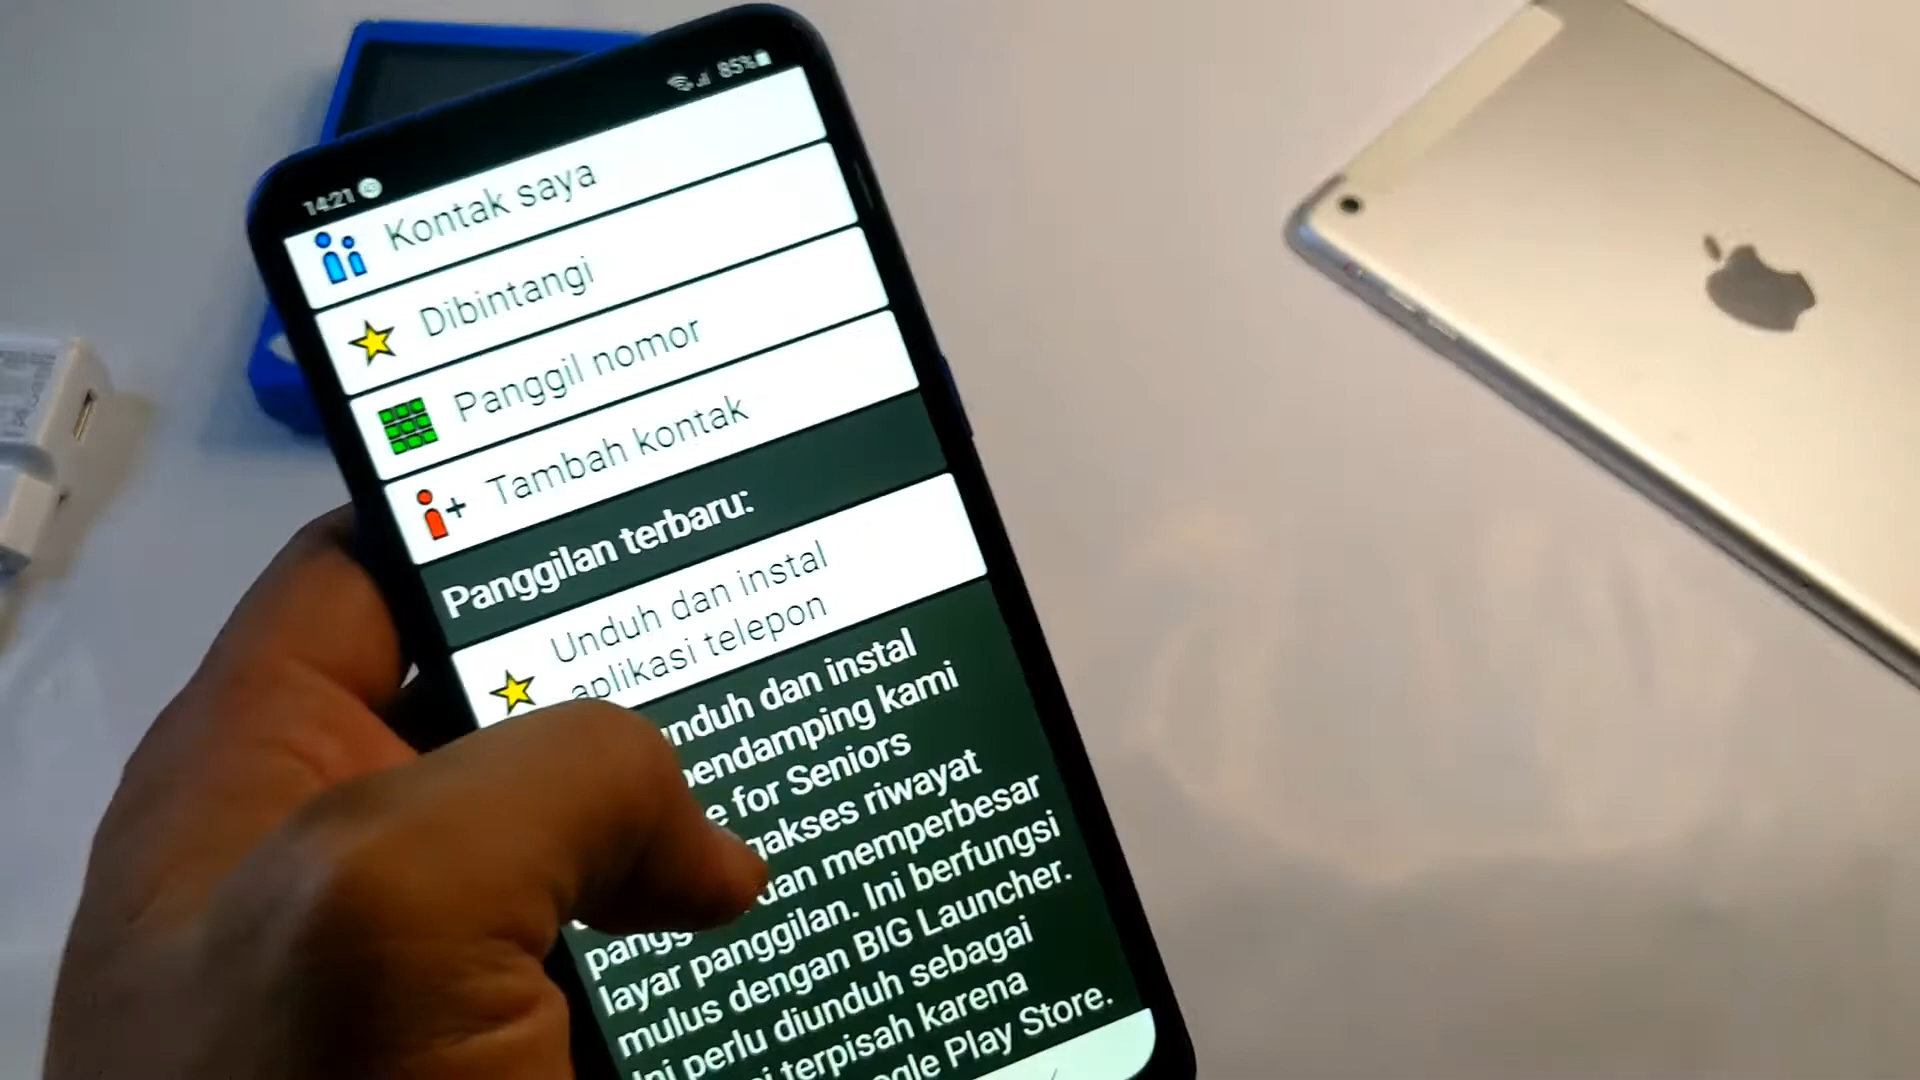 14:21
85%
Kontak saya
Dibintangi
Panggil nomor
Tambah kontak
Panggilan terbaru:
Unduh dan instal
aplikasi telepon
unduh dan instal
pendamping kami
for Seniors
riwayat
dan memperbesar
layar panggilan. Ini berfungsi
mulus dengan BIG Launcher.
Ini perlu diunduh sebagai
terpisah karena
Play Store.